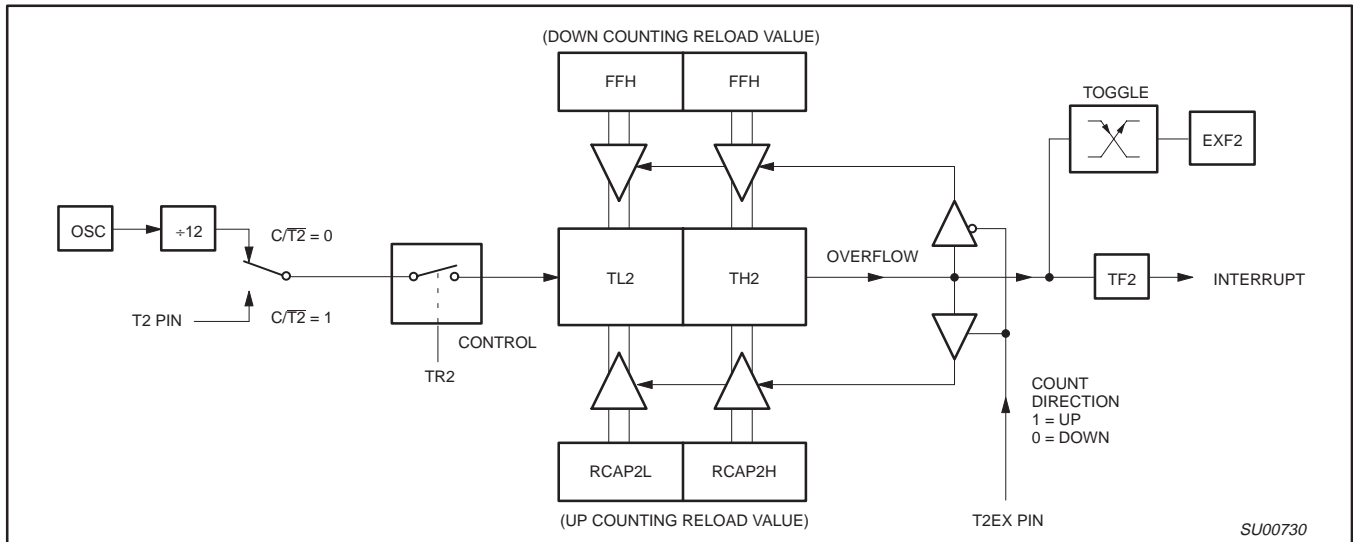 (DOWN COUNTING RELOAD VALUE)
FFH
FFH
TOGGLE
EXF2
OSC
÷12
C/T2̅ = 0
OVERFLOW
TL2
TH2
TF2
INTERRUPT
T2 PIN
C/T2̅ = 1
CONTROL
TR2
COUNT
DIRECTION
1 = UP
0 = DOWN
RCAP2L
RCAP2H
(UP COUNTING RELOAD VALUE)
T2EX PIN
SU00730